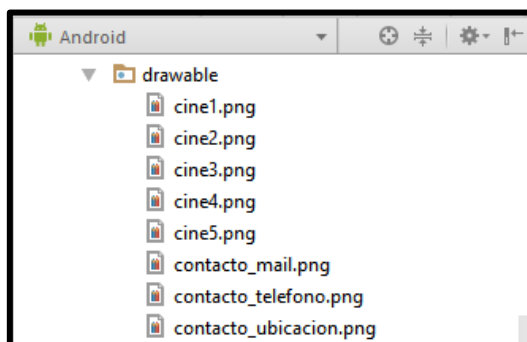 Android
drawable
cine1.png
cine2.png
cine3.png
cine4.png
cine5.png
contacto_mail.png
contacto_telefono.png
contacto_ubicacion.png